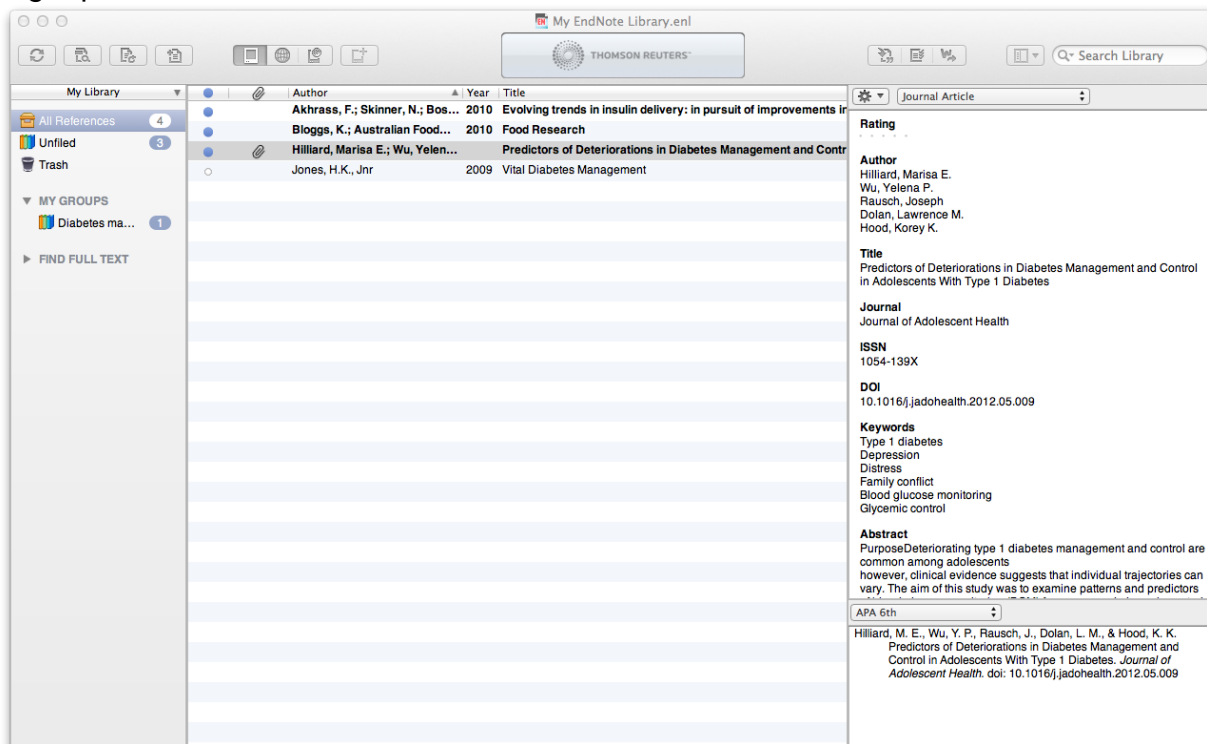 My EndNote Library.enl
THOMSON REUTERS™
Search Library
My Library
All References 4
Unfiled 3
Trash
MY GROUPS
Diabetes ma... 1
FIND FULL TEXT
Author Year Title
Akhrass, F.; Skinner, N.; Bos... 2010 Evolving trends in insulin delivery: in pursuit of improvements in
Bloggs, K.; Australian Food... 2010 Food Research
Hilliard, Marisa E.; Wu, Yelen... Predictors of Deteriorations in Diabetes Management and Contr
Jones, H.K., Jnr 2009 Vital Diabetes Management
Journal Article
Rating
Author
Hilliard, Marisa E.
Wu, Yelena P.
Rausch, Joseph
Dolan, Lawrence M.
Hood, Korey K.
Title
Predictors of Deteriorations in Diabetes Management and Control
in Adolescents With Type 1 Diabetes
Journal
Journal of Adolescent Health
ISSN
1054-139X
DOI
10.1016/j.jadohealth.2012.05.009
Keywords
Type 1 diabetes
Depression
Distress
Family conflict
Blood glucose monitoring
Glycemic control
Abstract
PurposeDeteriorating type 1 diabetes management and control are
common among adolescents
however, clinical evidence suggests that individual trajectories can
vary. The aim of this study was to examine patterns and predictors
APA 6th
Hilliard, M. E., Wu, Y. P., Rausch, J., Dolan, L. M., & Hood, K. K.
Predictors of Deteriorations in Diabetes Management and
Control in Adolescents With Type 1 Diabetes. Journal of
Adolescent Health. doi: 10.1016/j.jadohealth.2012.05.009